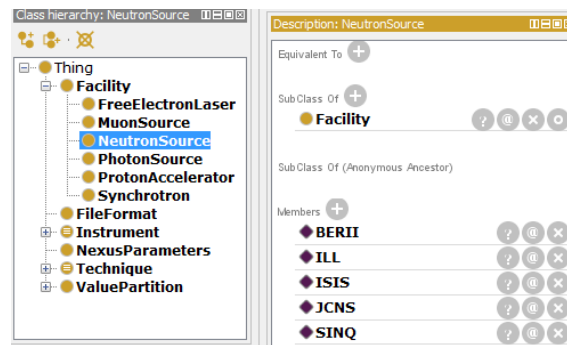 Class hierarchy: NeutronSource
Thing
Facility
FreeElectronLaser
MuonSource
NeutronSource
PhotonSource
ProtonAccelerator
Synchrotron
FileFormat
Instrument
NexusParameters
Technique
ValuePartition
Description: NeutronSource
Equivalent To
SubClass Of
Facility
SubClass Of (Anonymous Ancestor)
Members
BERII
ILL
ISIS
JCNS
SINQ